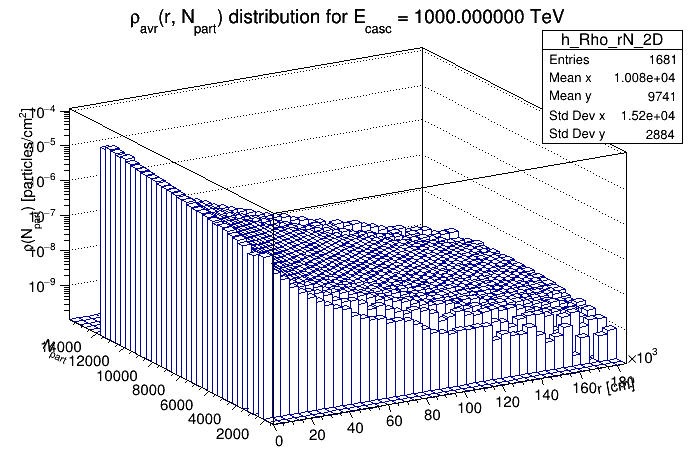 ρavr(r, Npart) distribution for Ecasc = 1000.000000 TeV
h_Rho_rN_2D
Entries 1681
Mean x 1.008e+04
Mean y 9741
Std Dev x 1.52e+04
Std Dev y 2884
ρ(Npart) [particles/cm²]
10⁻⁴
10⁻⁵
10⁻⁶
10⁻⁷
10⁻⁸
10⁻⁹
Npart
14000
12000
10000
8000
6000
4000
2000
0 20 40 60 80 100 120 140 160 180
×10³
r [cm]